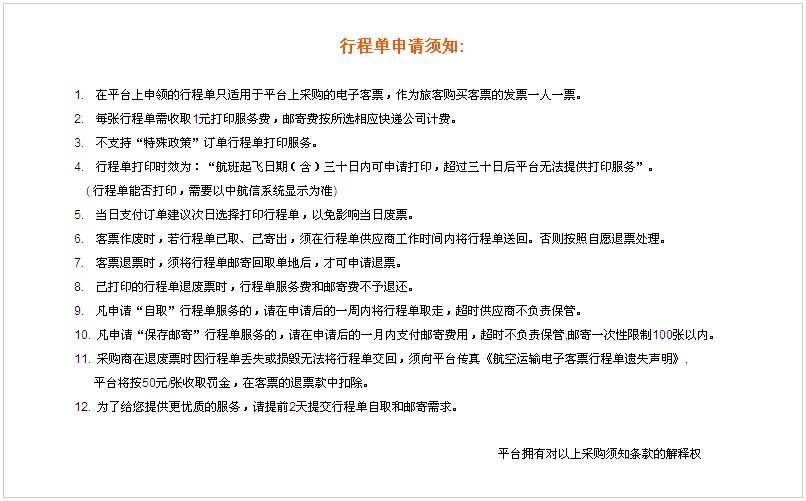 行程单申请须知:
1. 在平台上申领的行程单只适用于平台上采购的电子客票，作为旅客购买客票的发票一人一票。
2. 每张行程单需收取1元打印服务费，邮寄费按所选相应快递公司计费。
3. 不支持“特殊政策”订单行程单打印服务。
4. 行程单打印时效为：“航班起飞日期（含）三十日内可申请打印，超过三十日后平台无法提供打印服务”。
(行程单能否打印，需要以中航信系统显示为准)
5. 当日支付订单建议次日选择打印行程单，以免影响当日废票。
6. 客票作废时，若行程单已取、己寄出，须在行程单供应商工作时间内将行程单送回。否则按照自愿退票处理。
7. 客票退票时，须将行程单邮寄回取单地后，才可申请退票。
8. 己打印的行程单退废票时，行程单服务费和邮寄费不予退还。
9. 凡申请“自取”行程单服务的，请在申请后的一周内将行程单取走，超时供应商不负责保管。
10. 凡申请“保存邮寄”行程单服务的，请在申请后的一月内支付邮寄费用，超时不负责保管,邮寄一次性限制100张以内。
11. 采购商在退废票时因行程单丢失或损毁无法将行程单交回，须向平台传真《航空运输电子客票行程单遗失声明》,
平台将按50元/张收取罚金，在客票的退票款中扣除。
12. 为了给您提供更优质的服务，请提前2天提交行程单自取和邮寄需求。
平台拥有对以上采购须知条款的解释权